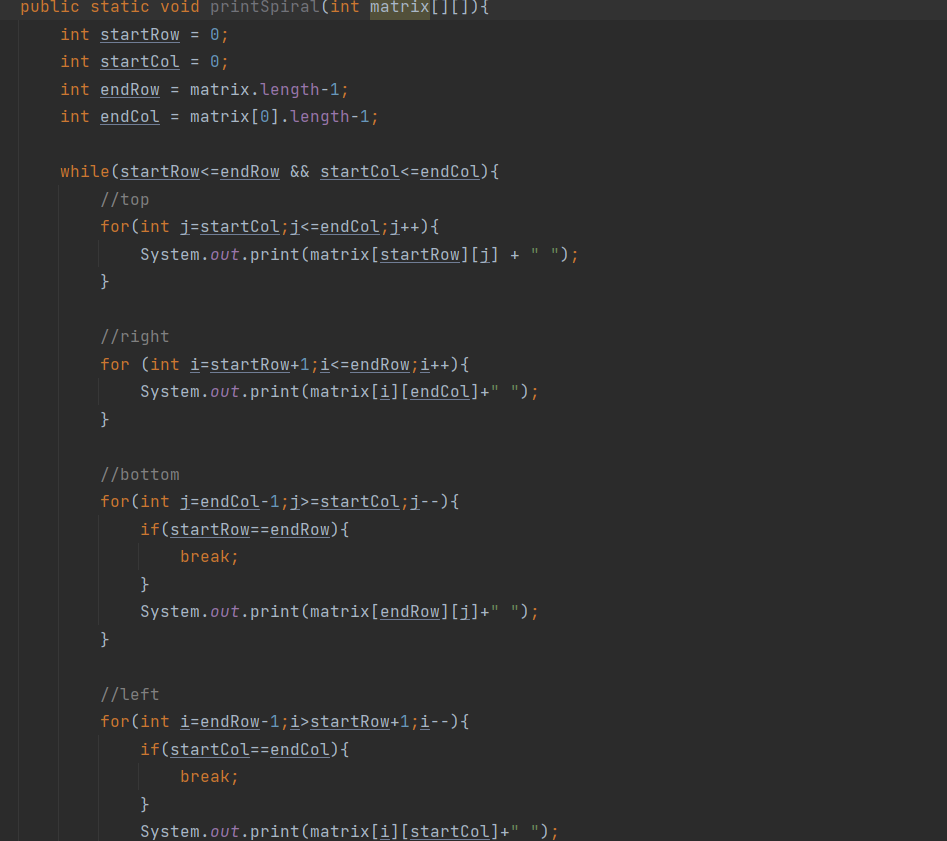 public static void printSpiral(int matrix[][]){
int startRow = 0;
int startCol = 0;
int endRow = matrix.length-1;
int endCol = matrix[0].length-1;
while(startRow<=endRow && startCol<=endCol){
//top
for(int j=startCol;j<=endCol;j++){
System.out.print(matrix[startRow][j] + " ");
}
//right
for (int i=startRow+1;i<=endRow;i++){
System.out.print(matrix[i][endCol]+" ");
}
//bottom
for(int j=endCol-1;j>=startCol;j--){
if(startRow==endRow){
break;
}
System.out.print(matrix[endRow][j]+" ");
}
//left
for(int i=endRow-1;i>startRow+1;i--){
if(startCol==endCol){
break;
}
System.out.print(matrix[i][startCol]+" ");